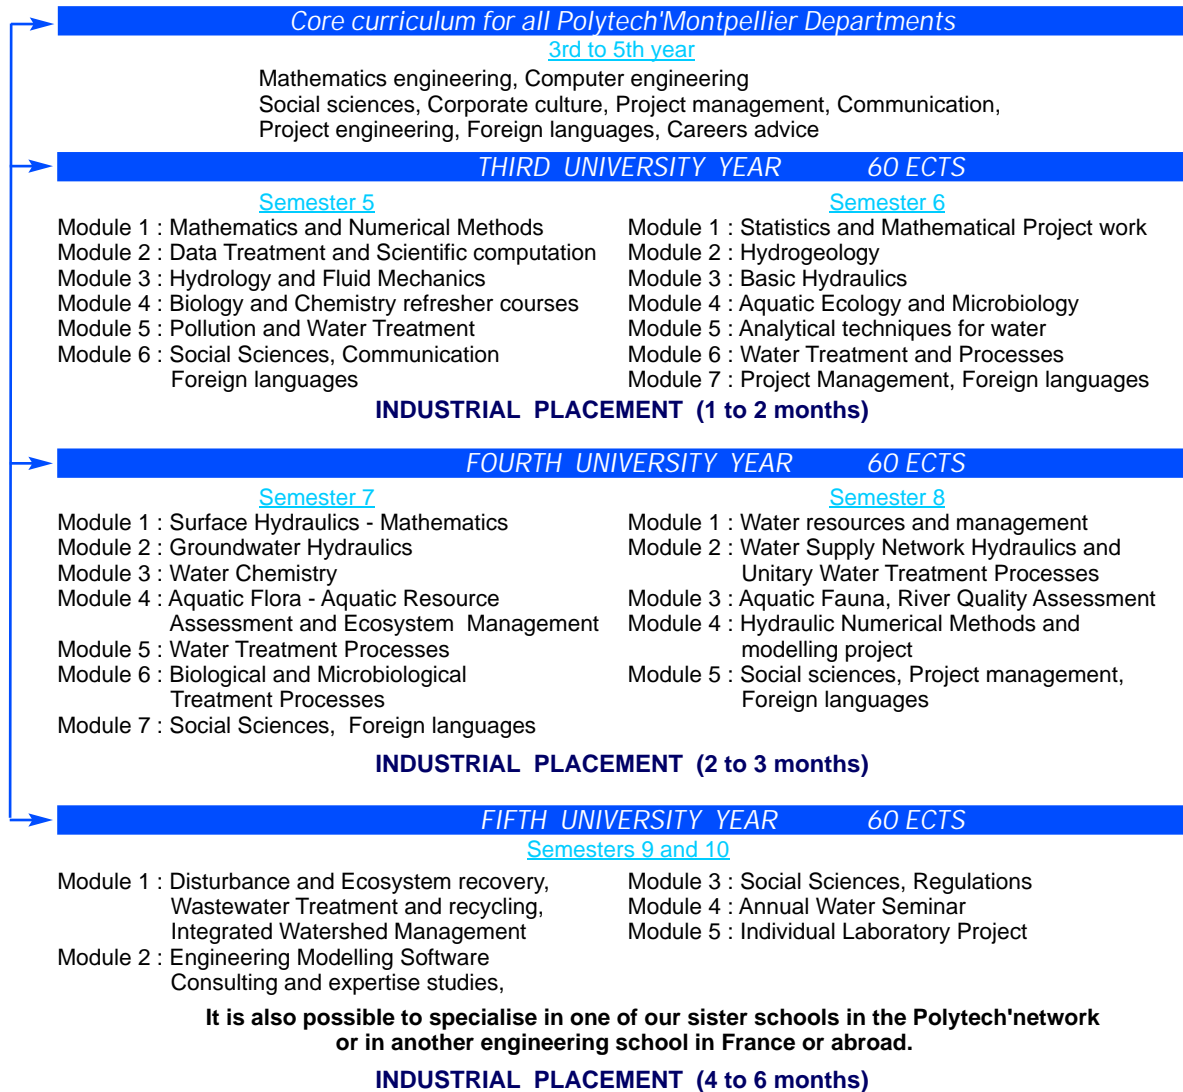 Core curriculum for all Polytech'Montpellier Departments
3rd to 5th year
Mathematics engineering, Computer engineering
Social sciences, Corporate culture, Project management, Communication,
Project engineering, Foreign languages, Careers advice
THIRD UNIVERSITY YEAR 60 ECTS
Semester 5
Module 1 : Mathematics and Numerical Methods
Module 2 : Data Treatment and Scientific computation
Module 3 : Hydrology and Fluid Mechanics
Module 4 : Biology and Chemistry refresher courses
Module 5 : Pollution and Water Treatment
Module 6 : Social Sciences, Communication
Foreign languages
Semester 6
Module 1 : Statistics and Mathematical Project work
Module 2 : Hydrogeology
Module 3 : Basic Hydraulics
Module 4 : Aquatic Ecology and Microbiology
Module 5 : Analytical techniques for water
Module 6 : Water Treatment and Processes
Module 7 : Project Management, Foreign languages
INDUSTRIAL PLACEMENT (1 to 2 months)
FOURTH UNIVERSITY YEAR 60 ECTS
Semester 7
Module 1 : Surface Hydraulics - Mathematics
Module 2 : Groundwater Hydraulics
Module 3 : Water Chemistry
Module 4 : Aquatic Flora - Aquatic Resource
Assessment and Ecosystem Management
Module 5 : Water Treatment Processes
Module 6 : Biological and Microbiological
Treatment Processes
Module 7 : Social Sciences, Foreign languages
Semester 8
Module 1 : Water resources and management
Module 2 : Water Supply Network Hydraulics and
Unitary Water Treatment Processes
Module 3 : Aquatic Fauna, River Quality Assessment
Module 4 : Hydraulic Numerical Methods and
modelling project
Module 5 : Social sciences, Project management,
Foreign languages
INDUSTRIAL PLACEMENT (2 to 3 months)
FIFTH UNIVERSITY YEAR 60 ECTS
Semesters 9 and 10
Module 1 : Disturbance and Ecosystem recovery,
Wastewater Treatment and recycling,
Integrated Watershed Management
Module 2 : Engineering Modelling Software
Consulting and expertise studies,
Module 3 : Social Sciences, Regulations
Module 4 : Annual Water Seminar
Module 5 : Individual Laboratory Project
It is also possible to specialise in one of our sister schools in the Polytech'network
or in another engineering school in France or abroad.
INDUSTRIAL PLACEMENT (4 to 6 months)